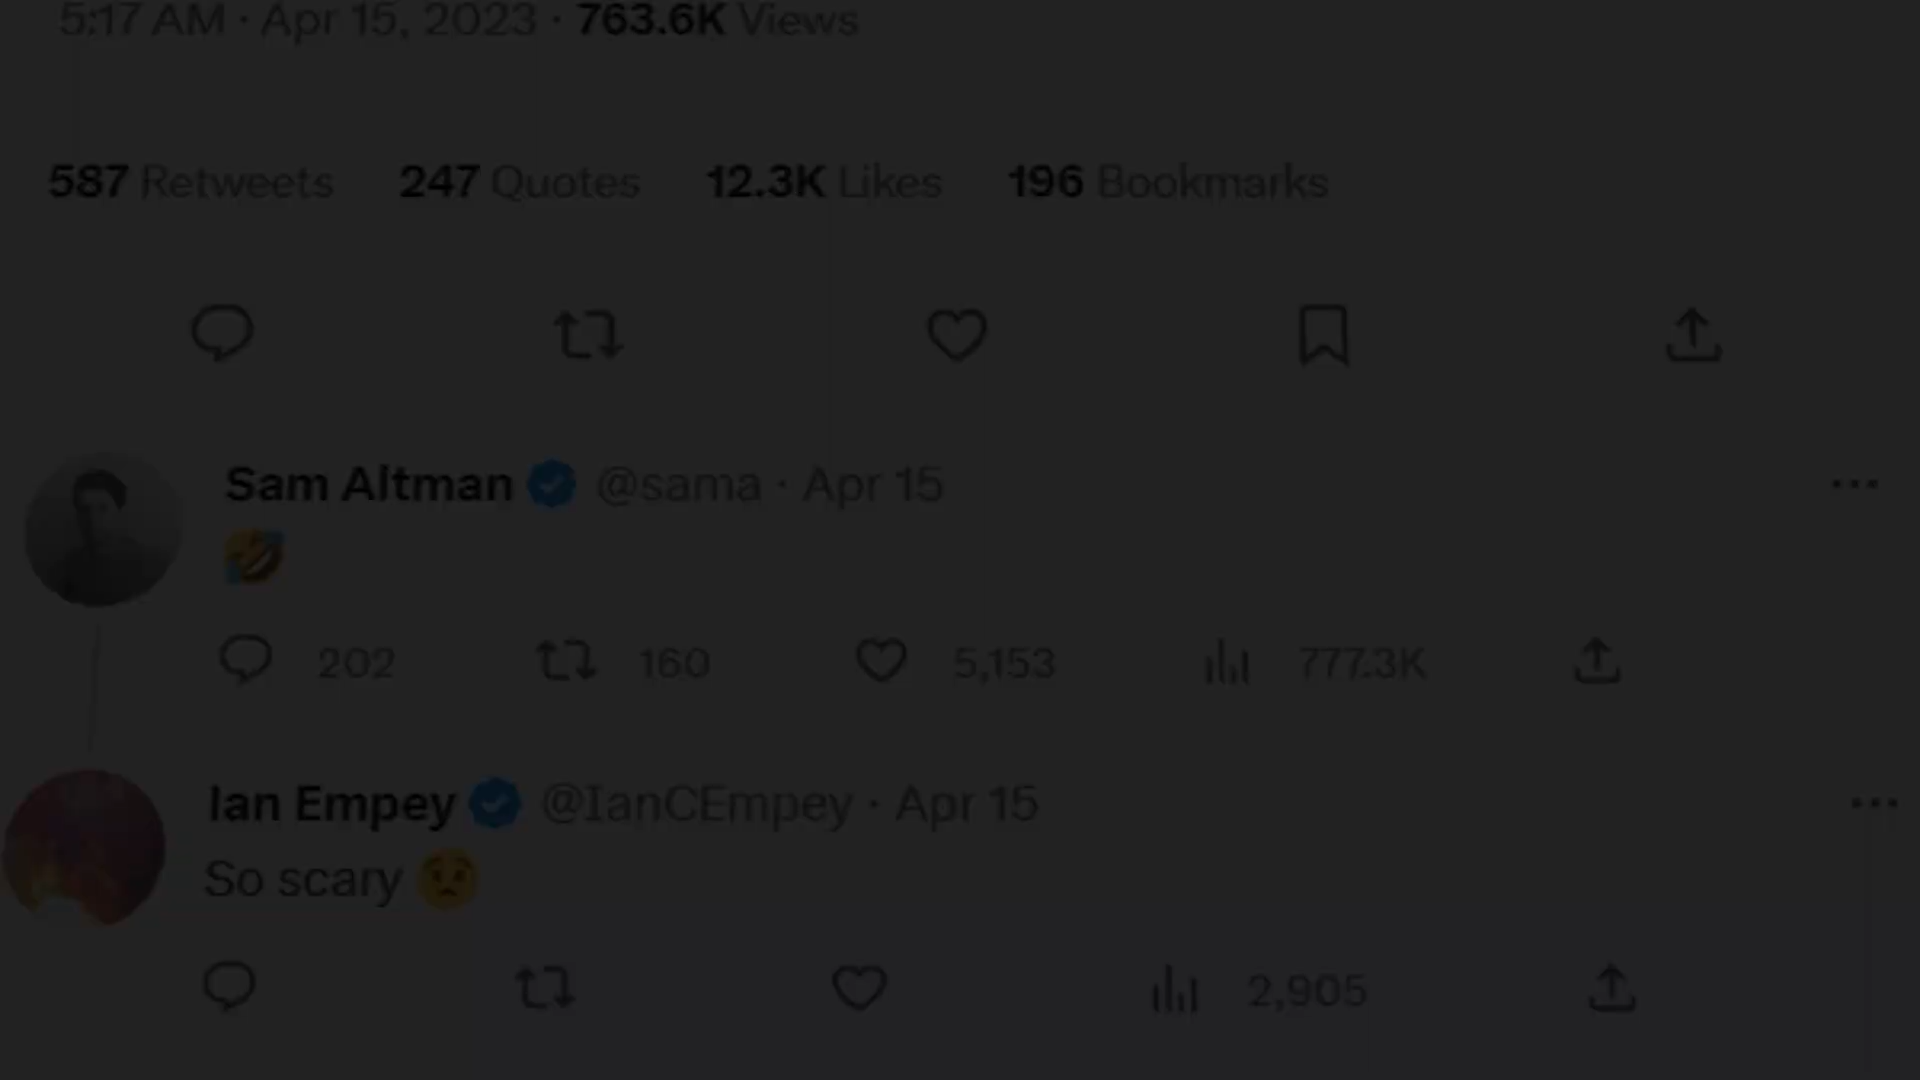 5:17 AM · Apr 15, 2023 · 763.6K Views
587 Retweets 247 Quotes 12.3K Likes 196 Bookmarks
Sam Altman @sama · Apr 15
🤣
202 160 5,153 777.3K
Ian Empey @IanCEmpey · Apr 15
So scary 😟
2,905